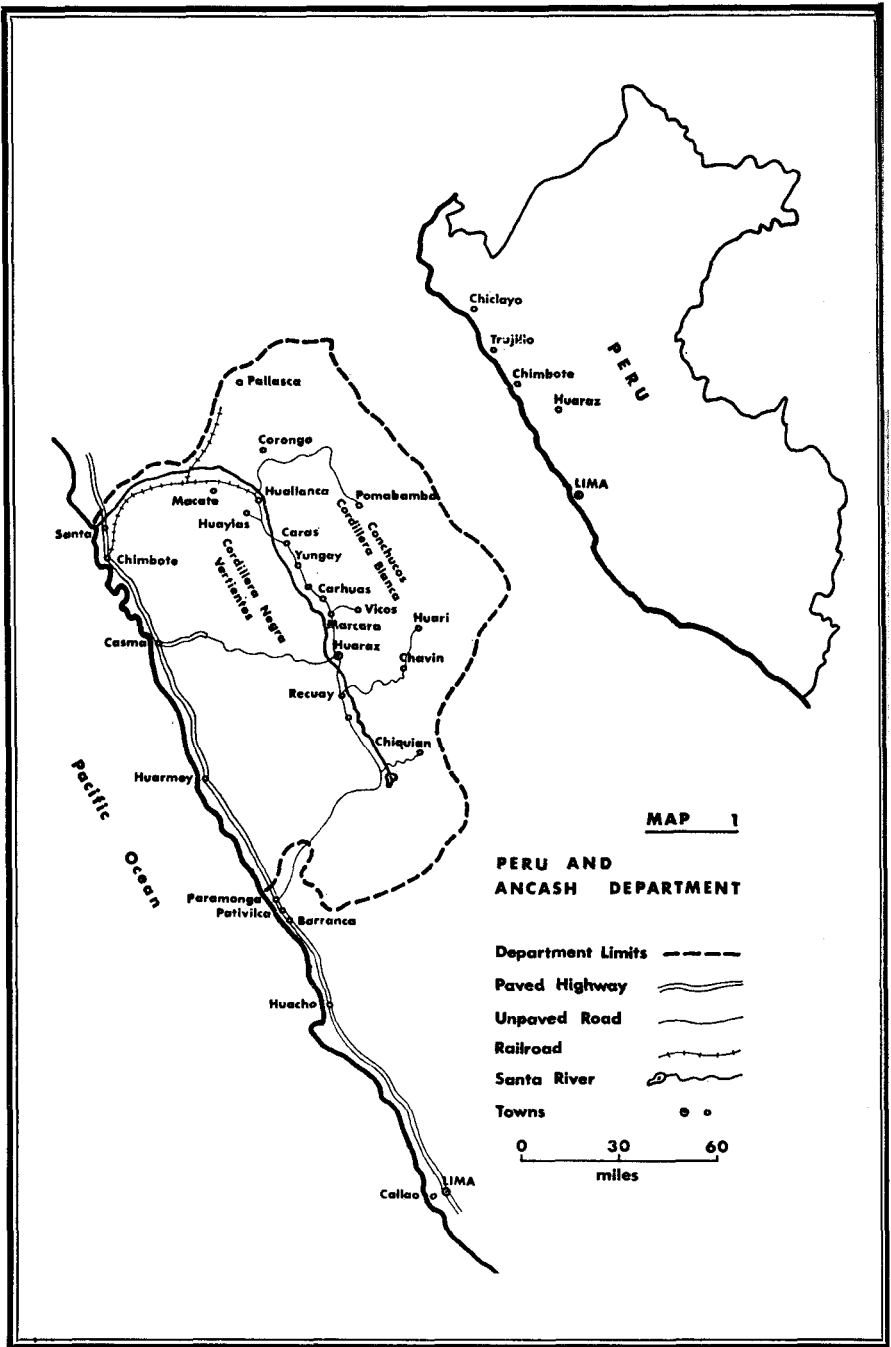 Chiclayo
Trujillo
Chimbote
Huaraz
LIMA
PERU
Pallasca
Corongo
Macate
Huallanca
Pomabamba
Huaylas
Santa
Caras
Conchucos
Cordillera Blanca
Chimbote
Yungay
Cordillera Negra
Vertientes
Carhuas
Vicos
Huari
Marcara
Casma
Huaraz
Chavin
Recuay
Chiquian
Huarmey
Pacific
Ocean
Paramonga
Pativilca
Barranca
Huacho
Callao
LIMA
MAP 1
PERU AND
ANCASH DEPARTMENT
Department Limits
Paved Highway
Unpaved Road
Railroad
Santa River
Towns
0 30 60
miles